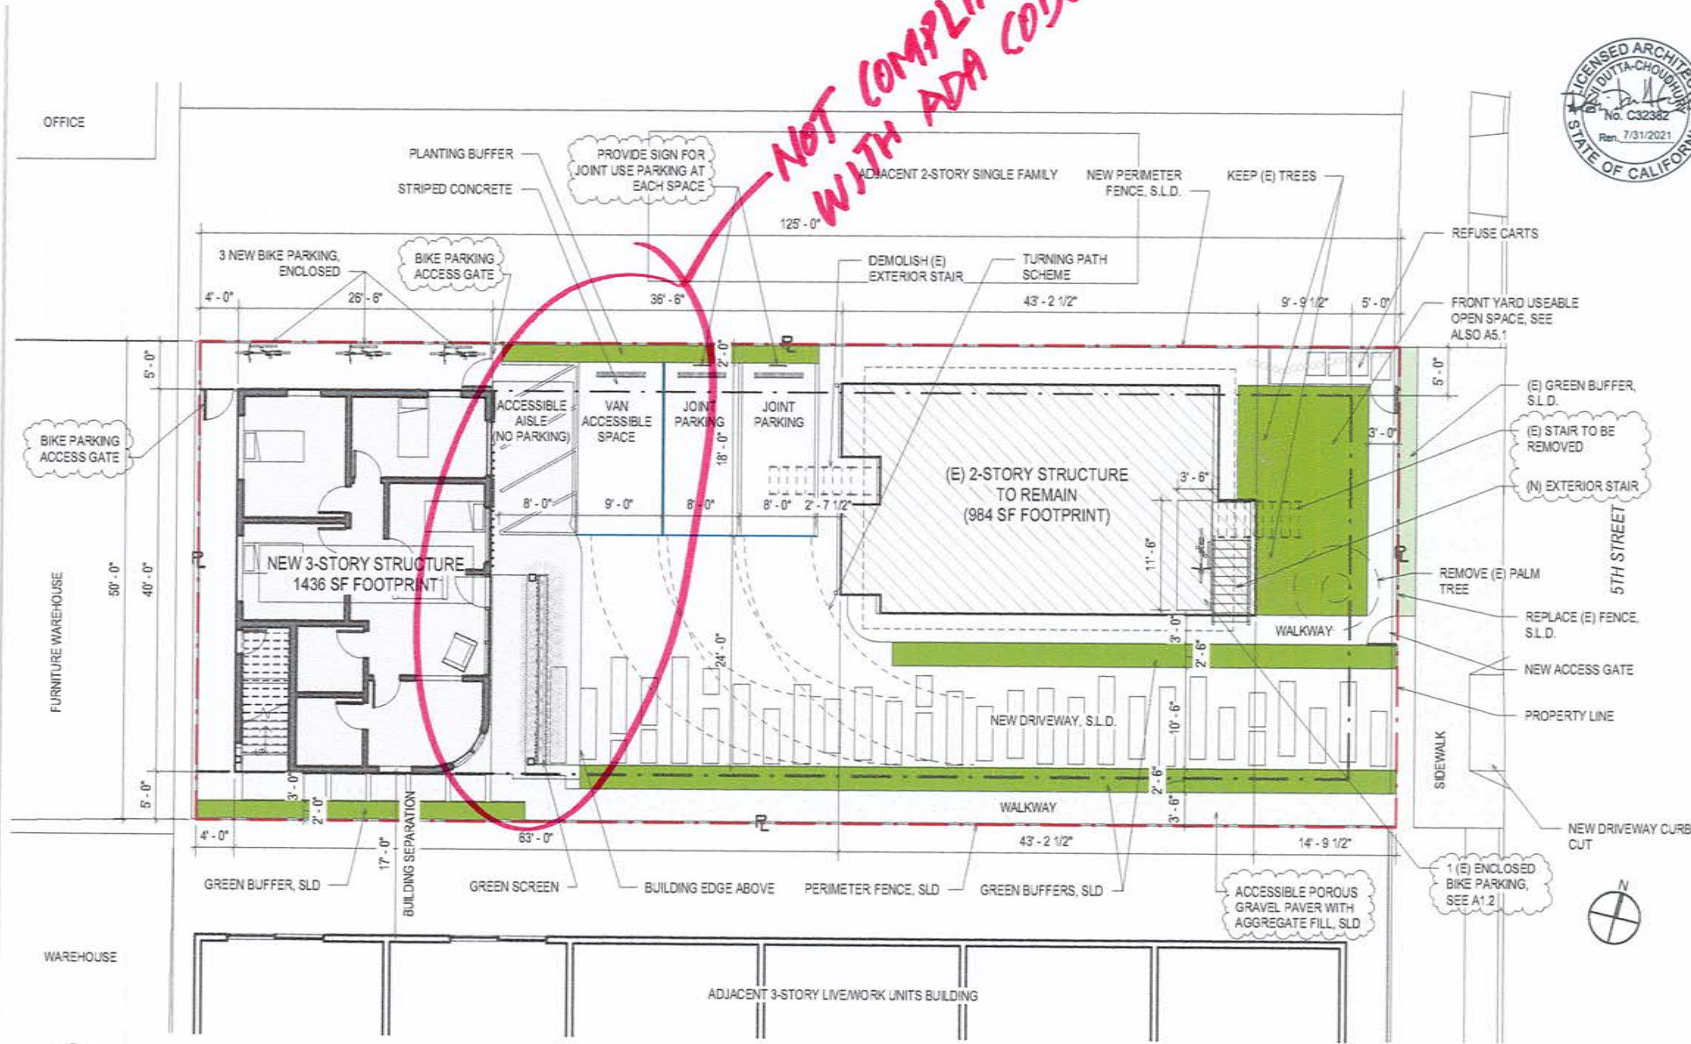 NOT COMPLI
WITH ADA COD
LICENSED ARCHITEC
DUTTA-CHOUDHURY
No. C32382
Ren. 7/31/2021
STATE OF CALIFORN
OFFICE
PLANTING BUFFER
STRIPED CONCRETE
PROVIDE SIGN FOR
JOINT USE PARKING AT
EACH SPACE
ADJACENT 2-STORY SINGLE FAMILY
NEW PERIMETER
FENCE, S.L.D.
KEEP (E) TREES
125' - 0"
REFUSE CARTS
3 NEW BIKE PARKING,
ENCLOSED
BIKE PARKING
ACCESS GATE
DEMOLISH (E)
EXTERIOR STAIR
TURNING PATH
SCHEME
4' - 0"
26' - 6"
36' - 6"
43' - 2 1/2"
9' - 9 1/2"
5' - 0"
FRONT YARD USEABLE
OPEN SPACE, SEE
ALSO A5.1
5' - 0"
2' - 0"
PL
5' - 0"
(E) GREEN BUFFER,
S.L.D.
BIKE PARKING
ACCESS GATE
ACCESSIBLE
AISLE
(NO PARKING)
VAN
ACCESSIBLE
SPACE
JOINT
PARKING
JOINT
PARKING
18' - 0"
3' - 0"
(E) STAIR TO BE
REMOVED
(E) 2-STORY STRUCTURE
TO REMAIN
(984 SF FOOTPRINT)
3' - 6"
(N) EXTERIOR STAIR
8' - 0"
9' - 0"
8' - 0"
8' - 0"
2' - 7 1/2"
5TH STREET
PL
PL
NEW 3-STORY STRUCTURE
1436 SF FOOTPRINT
11' - 6"
REMOVE (E) PALM
TREE
50' - 0"
40' - 0"
FURNITURE WAREHOUSE
REPLACE (E) FENCE,
S.L.D.
WALKWAY
3' - 0"
2' - 6"
24' - 0"
NEW ACCESS GATE
NEW DRIVEWAY, S.L.D.
10' - 6"
PROPERTY LINE
SIDEWALK
5' - 0"
3' - 0"
2' - 0"
2' - 6"
WALKWAY
3' - 6"
PL
NEW DRIVEWAY CURB
CUT
4' - 0"
17' - 0"
BUILDING SEPARATION
63' - 0"
43' - 2 1/2"
14' - 9 1/2"
GREEN BUFFER, SLD
GREEN SCREEN
BUILDING EDGE ABOVE
PERIMETER FENCE, SLD
GREEN BUFFERS, SLD
ACCESSIBLE POROUS
GRAVEL PAVER WITH
AGGREGATE FILL, SLD
1 (E) ENCLOSED
BIKE PARKING,
SEE A1.2
N
WAREHOUSE
ADJACENT 3-STORY LIVE/WORK UNITS BUILDING